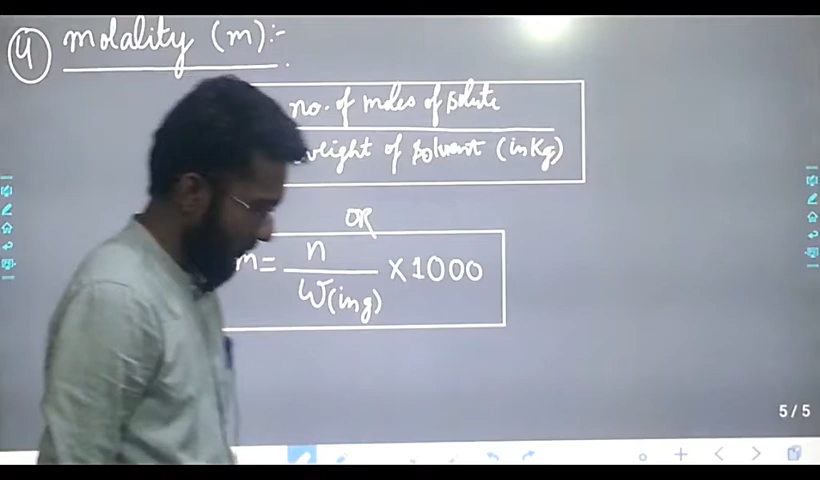 4 molality (m):-
no. of moles of solute
weight of solvent (in Kg)
OR
m = n
W(in g) × 1000
5/5